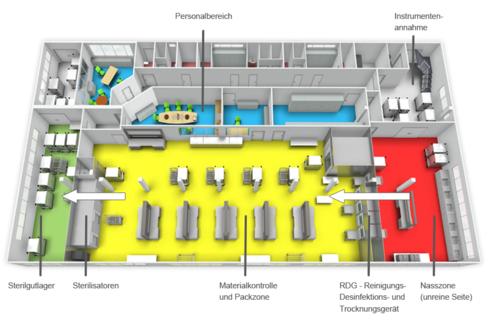 Personalbereich
Instrumenten-
annahme
Sterilgutlager
Sterilisatoren
Materialkontrolle
und Packzone
RDG - Reinigungs-
Desinfektions- und
Trocknungsgerät
Nasszone
(unreine Seite)